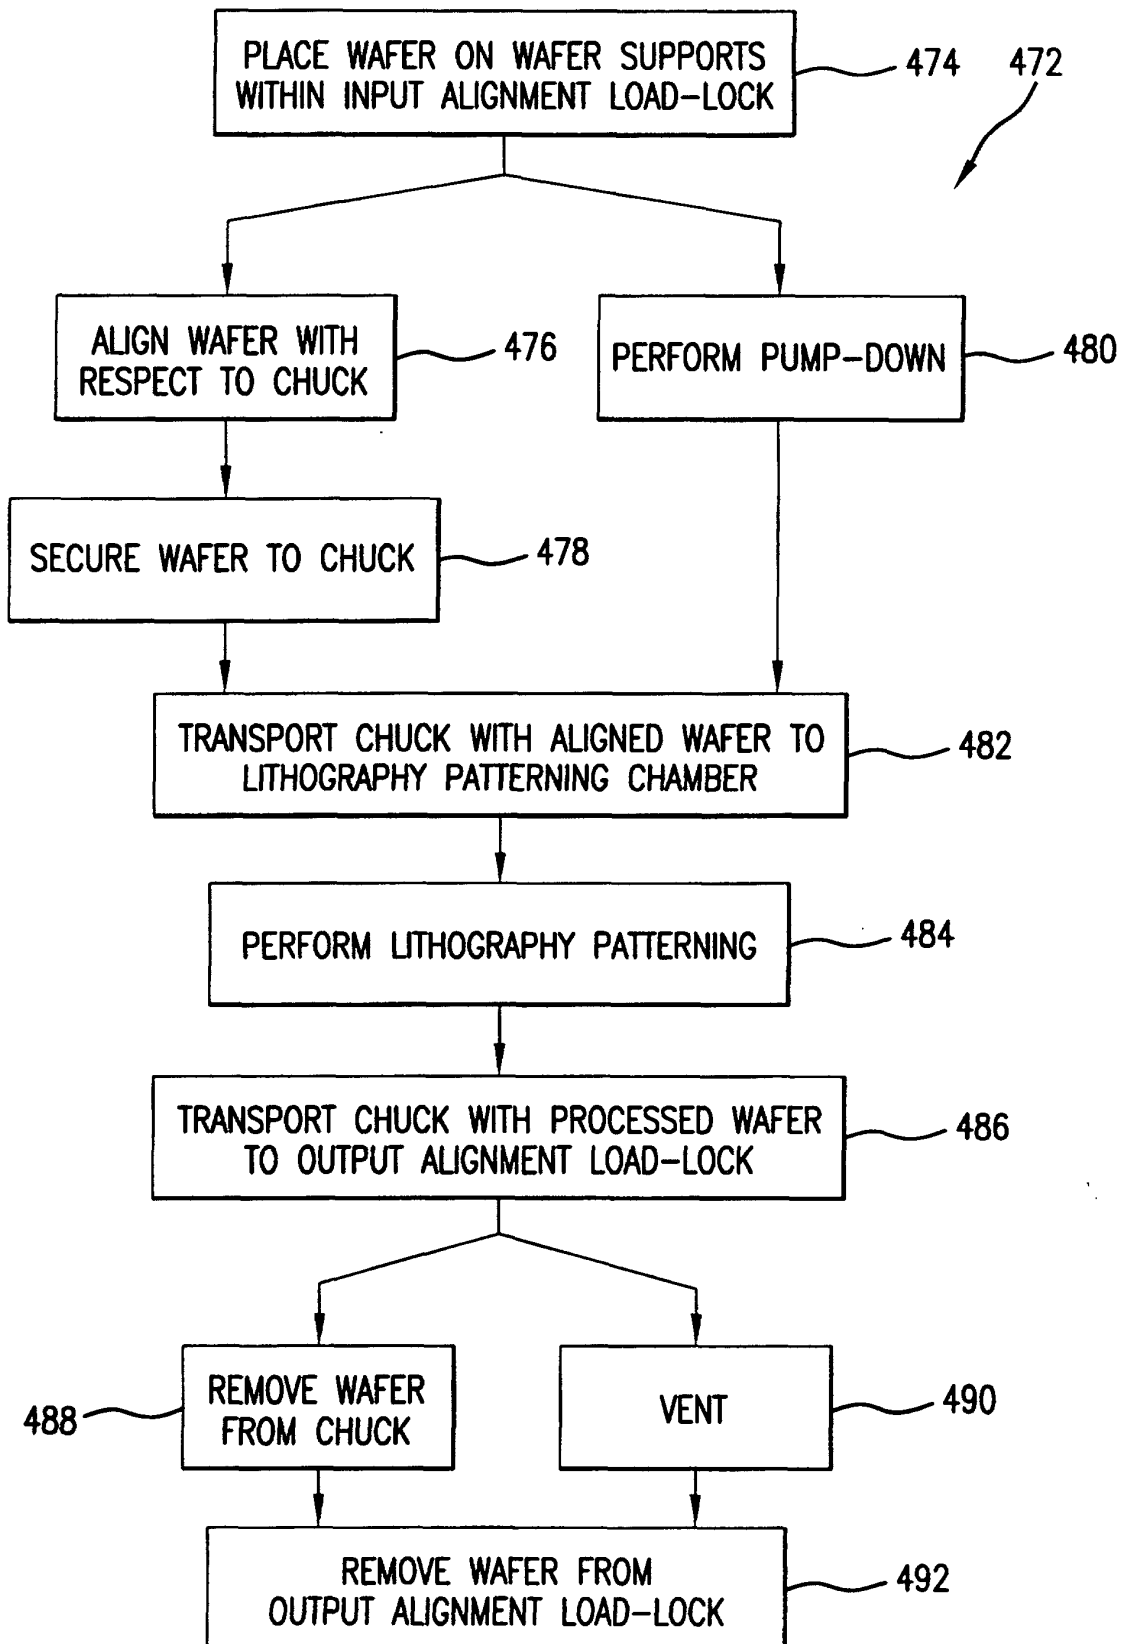 PLACE WAFER ON WAFER SUPPORTS
WITHIN INPUT ALIGNMENT LOAD-LOCK
474
472
ALIGN WAFER WITH
RESPECT TO CHUCK
476
PERFORM PUMP-DOWN
480
SECURE WAFER TO CHUCK
478
TRANSPORT CHUCK WITH ALIGNED WAFER TO
LITHOGRAPHY PATTERNING CHAMBER
482
PERFORM LITHOGRAPHY PATTERNING
484
TRANSPORT CHUCK WITH PROCESSED WAFER
TO OUTPUT ALIGNMENT LOAD-LOCK
486
488
REMOVE WAFER
FROM CHUCK
VENT
490
REMOVE WAFER FROM
OUTPUT ALIGNMENT LOAD-LOCK
492